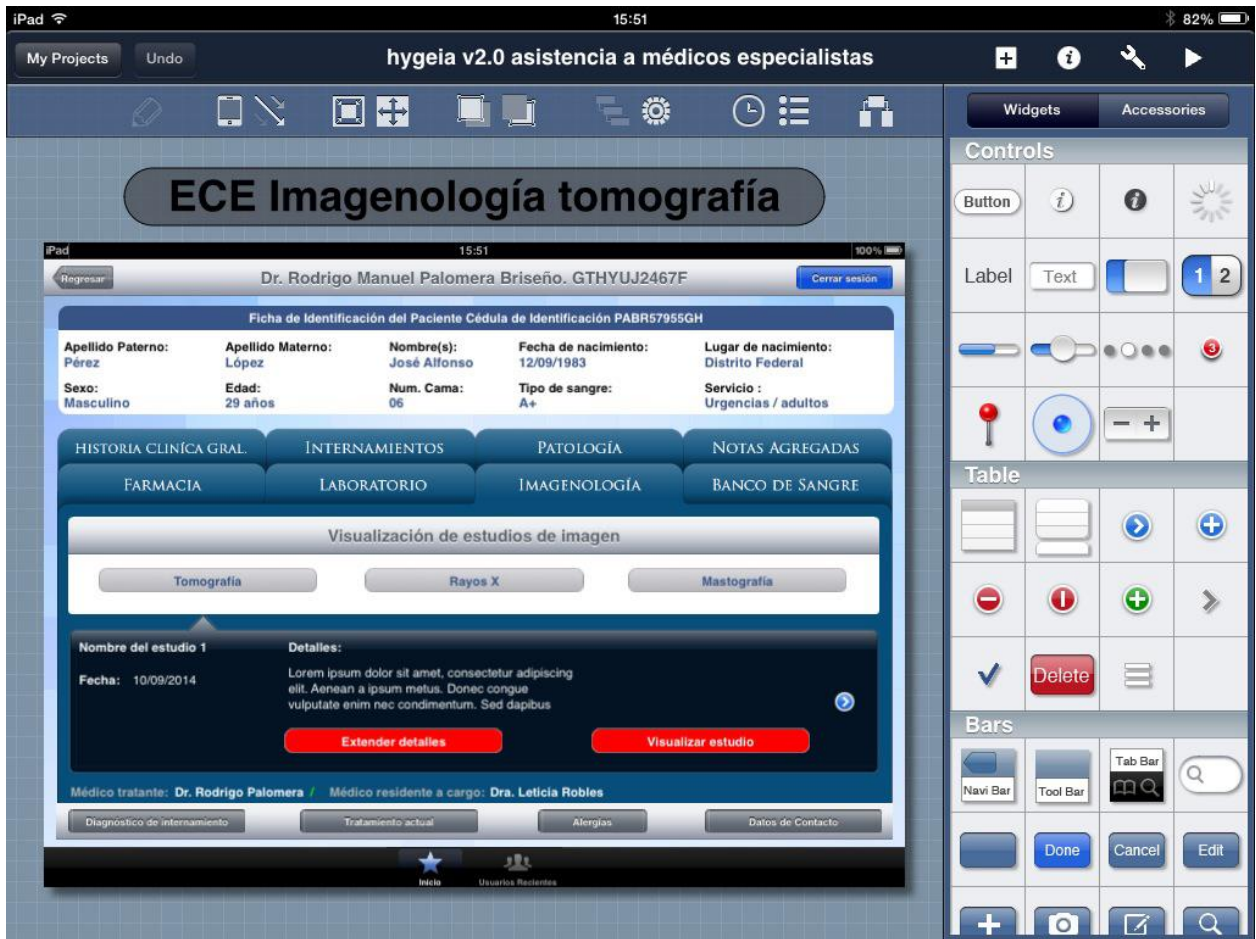 iPad 15:51 82%
My Projects Undo hygeia v2.0 asistencia a médicos especialistas
Widgets Accessories
ECE Imagenología tomografía
iPad 15:51 100%
Regresar Dr. Rodrigo Manuel Palomera Briseño. GTHYUJ2467F Cerrar sesión
Ficha de Identificación del Paciente Cédula de Identificación PABR57955GH
Apellido Paterno: Apellido Materno: Nombre(s): Fecha de nacimiento: Lugar de nacimiento:
Pérez López José Alfonso 12/09/1983 Distrito Federal
Sexo: Edad: Num. Cama: Tipo de sangre: Servicio :
Masculino 29 años 06 A+ Urgencias / adultos
HISTORIA CLINÍCA GRAL. INTERNAMIENTOS PATOLOGÍA NOTAS AGREGADAS
FARMACIA LABORATORIO IMAGENOLOGÍA BANCO DE SANGRE
Visualización de estudios de imagen
Tomografía Rayos X Mastografía
Nombre del estudio 1 Detalles:
Fecha: 10/09/2014
Lorem ipsum dolor sit amet, consectetur adipiscing
elit. Aenean a ipsum metus. Donec congue
vulputate enim nec condimentum. Sed dapibus
Extender detalles Visualizar estudio
Médico tratante: Dr. Rodrigo Palomera / Médico residente a cargo: Dra. Leticia Robles
Diagnóstico de internamiento Tratamiento actual Alergias Datos de Contacto
Inicio Usuarios Recientes
Controls
Button i i
Label Text 1 2
3
Table
Delete
Bars
Navi Bar Tool Bar Tab Bar
Done Cancel Edit